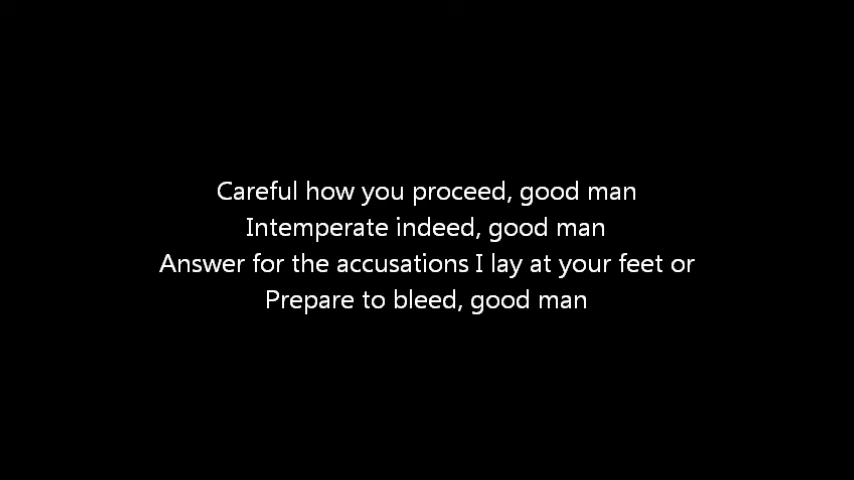 Careful how you proceed, good man
Intemperate indeed, good man
Answer for the accusations I lay at your feet or
Prepare to bleed, good man